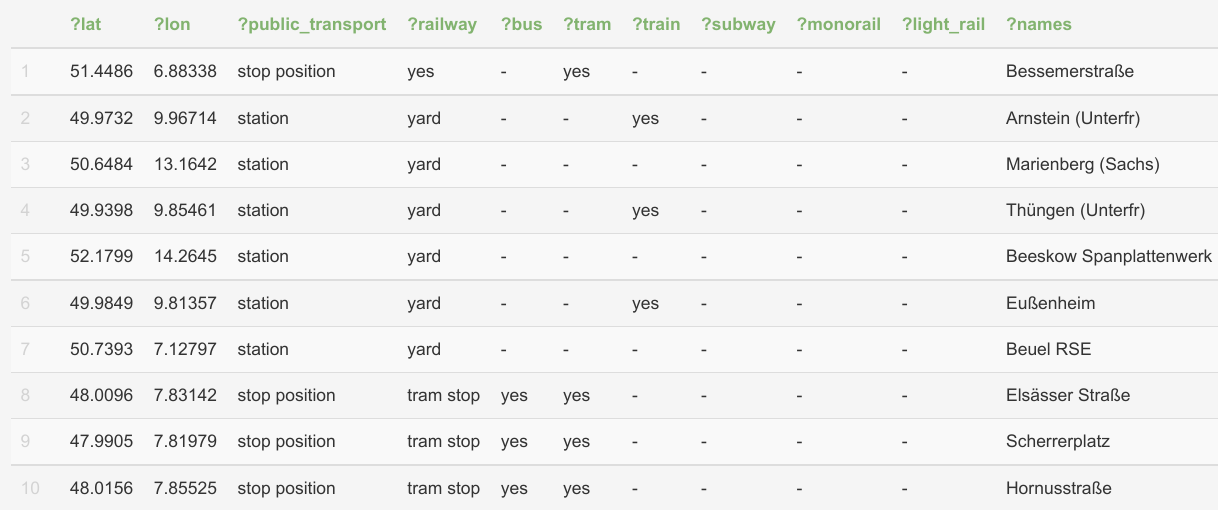 ?lat ?lon ?public_transport ?railway ?bus ?tram ?train ?subway ?monorail ?light_rail ?names
1 51.4486 6.88338 stop position yes - yes - - - - Bessemerstraße
2 49.9732 9.96714 station yard - - yes - - - Arnstein (Unterfr)
3 50.6484 13.1642 station yard - - - - - - Marienberg (Sachs)
4 49.9398 9.85461 station yard - - yes - - - Thüngen (Unterfr)
5 52.1799 14.2645 station yard - - - - - - Beeskow Spanplattenwerk
6 49.9849 9.81357 station yard - - yes - - - Eußenheim
7 50.7393 7.12797 station yard - - - - - - Beuel RSE
8 48.0096 7.83142 stop position tram stop yes yes - - - - Elsässer Straße
9 47.9905 7.81979 stop position tram stop yes yes - - - - Scherrerplatz
10 48.0156 7.85525 stop position tram stop yes yes - - - - Hornusstraße